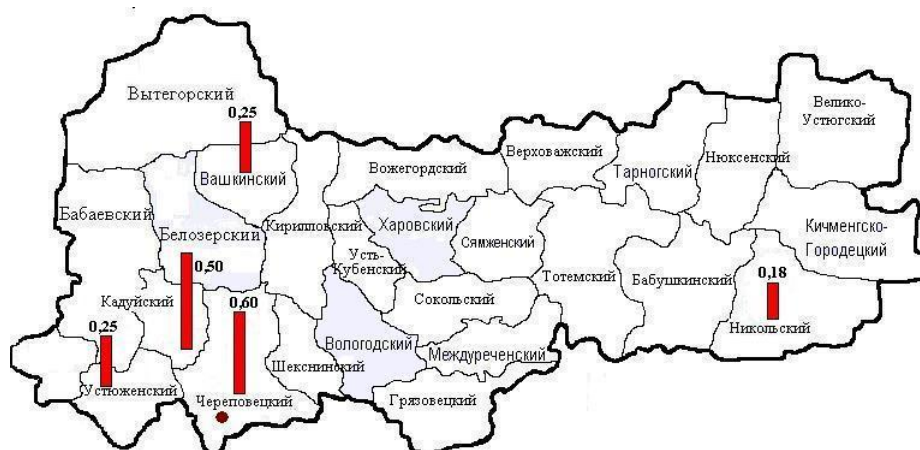 Вытегорский
0,25
Вашкинский
Вожегордский
Верховажский
Тарногский
Нюксенский
Велико-
Устюгский
Бабаевский
Белозерский
Кирилловский
Харовский
Сямженский
Кичменгско-
Городецкий
Усть-
Кубенский
Тотемский
Бабушкинский
0,50
0,18
Кадуйский
0,60
Сокольский
Никольский
0,25
Вологодский
Междуреченский
Шекснинский
Устюженский
Череповецкий
Грязовецкий